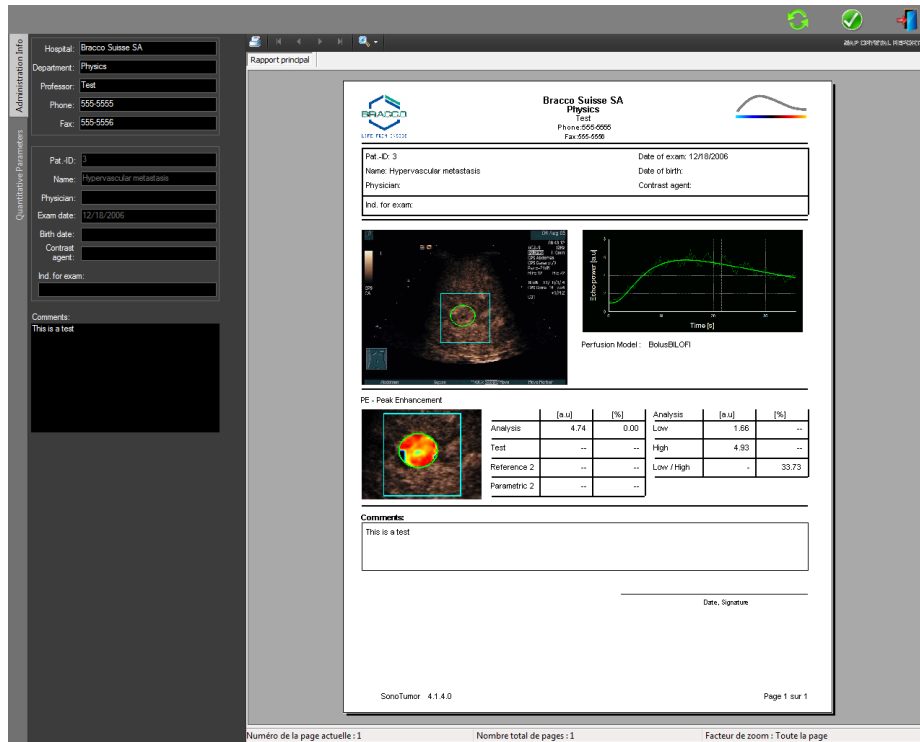 Administration Info
Quantitative Parameters
Hospital: Bracco Suisse SA
Department: Physics
Professor: Test
Phone: 555-5555
Fax: 555-5556
Pat.-ID: 3
Name: Hypervascular metastasis
Physician:
Exam date: 12/18/2006
Birth date:
Contrast
agent:
Ind. for exam:
Comments:
This is a test
Rapport principal
BRACCO
LIFE FROM INSIDE
Bracco Suisse SA
Physics
Test
Phone:555-5555
Fax:555-5556
Pat.-ID: 3 Date of exam: 12/18/2006
Name: Hypervascular metastasis Date of birth:
Physician: Contrast agent:
Ind. for exam:
04 Aug 03
Echo-power [a.u]
Time [s]
Perfusion Model : BolusBILOFI
PE - Peak Enhancement
[a.u] [%] Analysis [a.u] [%]
Analysis 4.74 0.00 Low 1.66 --
Test -- -- High 4.93 --
Reference 2 -- -- Low / High - 33.73
Parametric 2 -- --
Comments:
This is a test
Date, Signature
SonoTumor 4.1.4.0 Page 1 sur 1
Numéro de la page actuelle : 1 Nombre total de pages : 1 Facteur de zoom : Toute la page